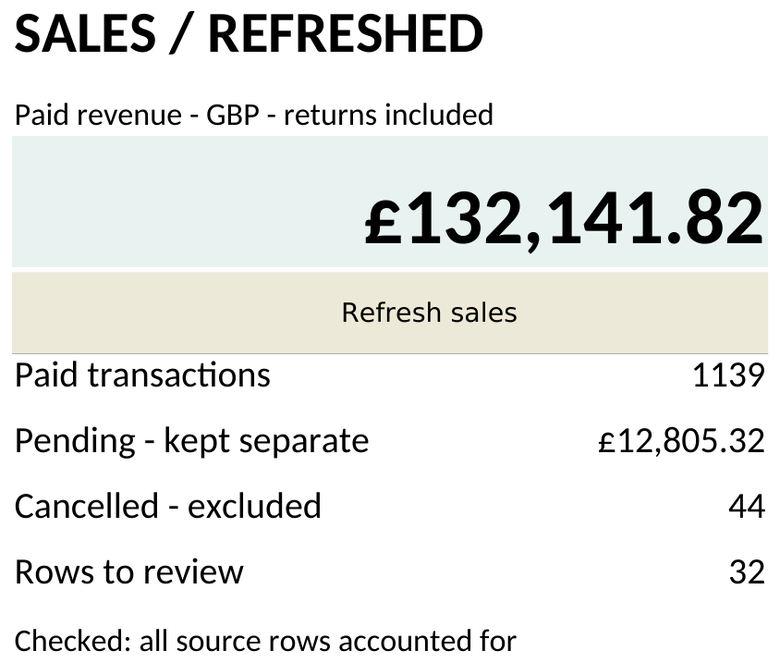 SALES / REFRESHED
Paid revenue - GBP - returns included
£132,141.82
Refresh sales
Paid transactions 1139
Pending - kept separate £12,805.32
Cancelled - excluded 44
Rows to review 32
Checked: all source rows accounted for